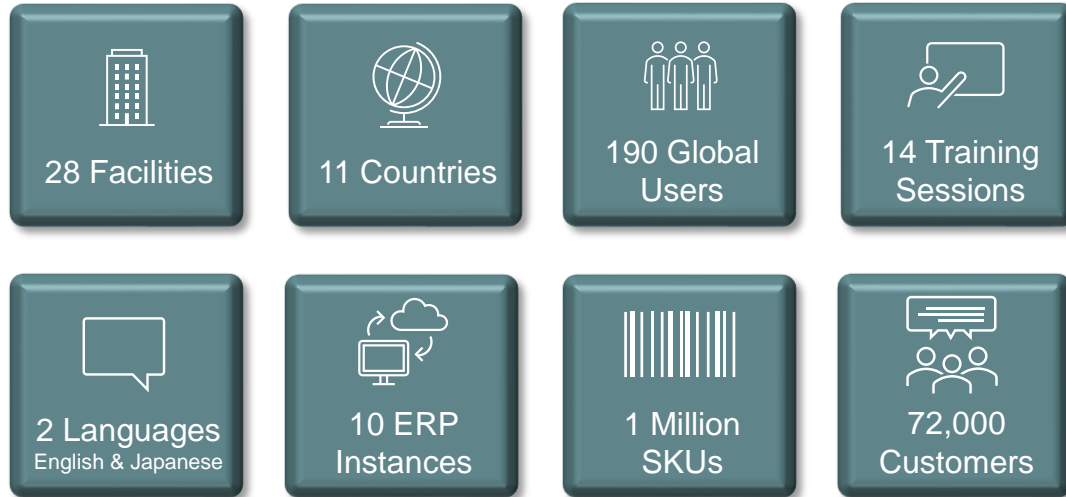 28 Facilities
11 Countries
190 Global
Users
14 Training
Sessions
2 Languages
English & Japanese
10 ERP
Instances
1 Million
SKUs
72,000
Customers